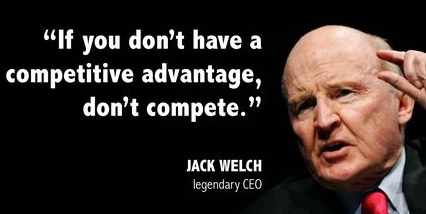 “If you don’t have a
competitive advantage,
don’t compete.”
JACK WELCH
legendary CEO